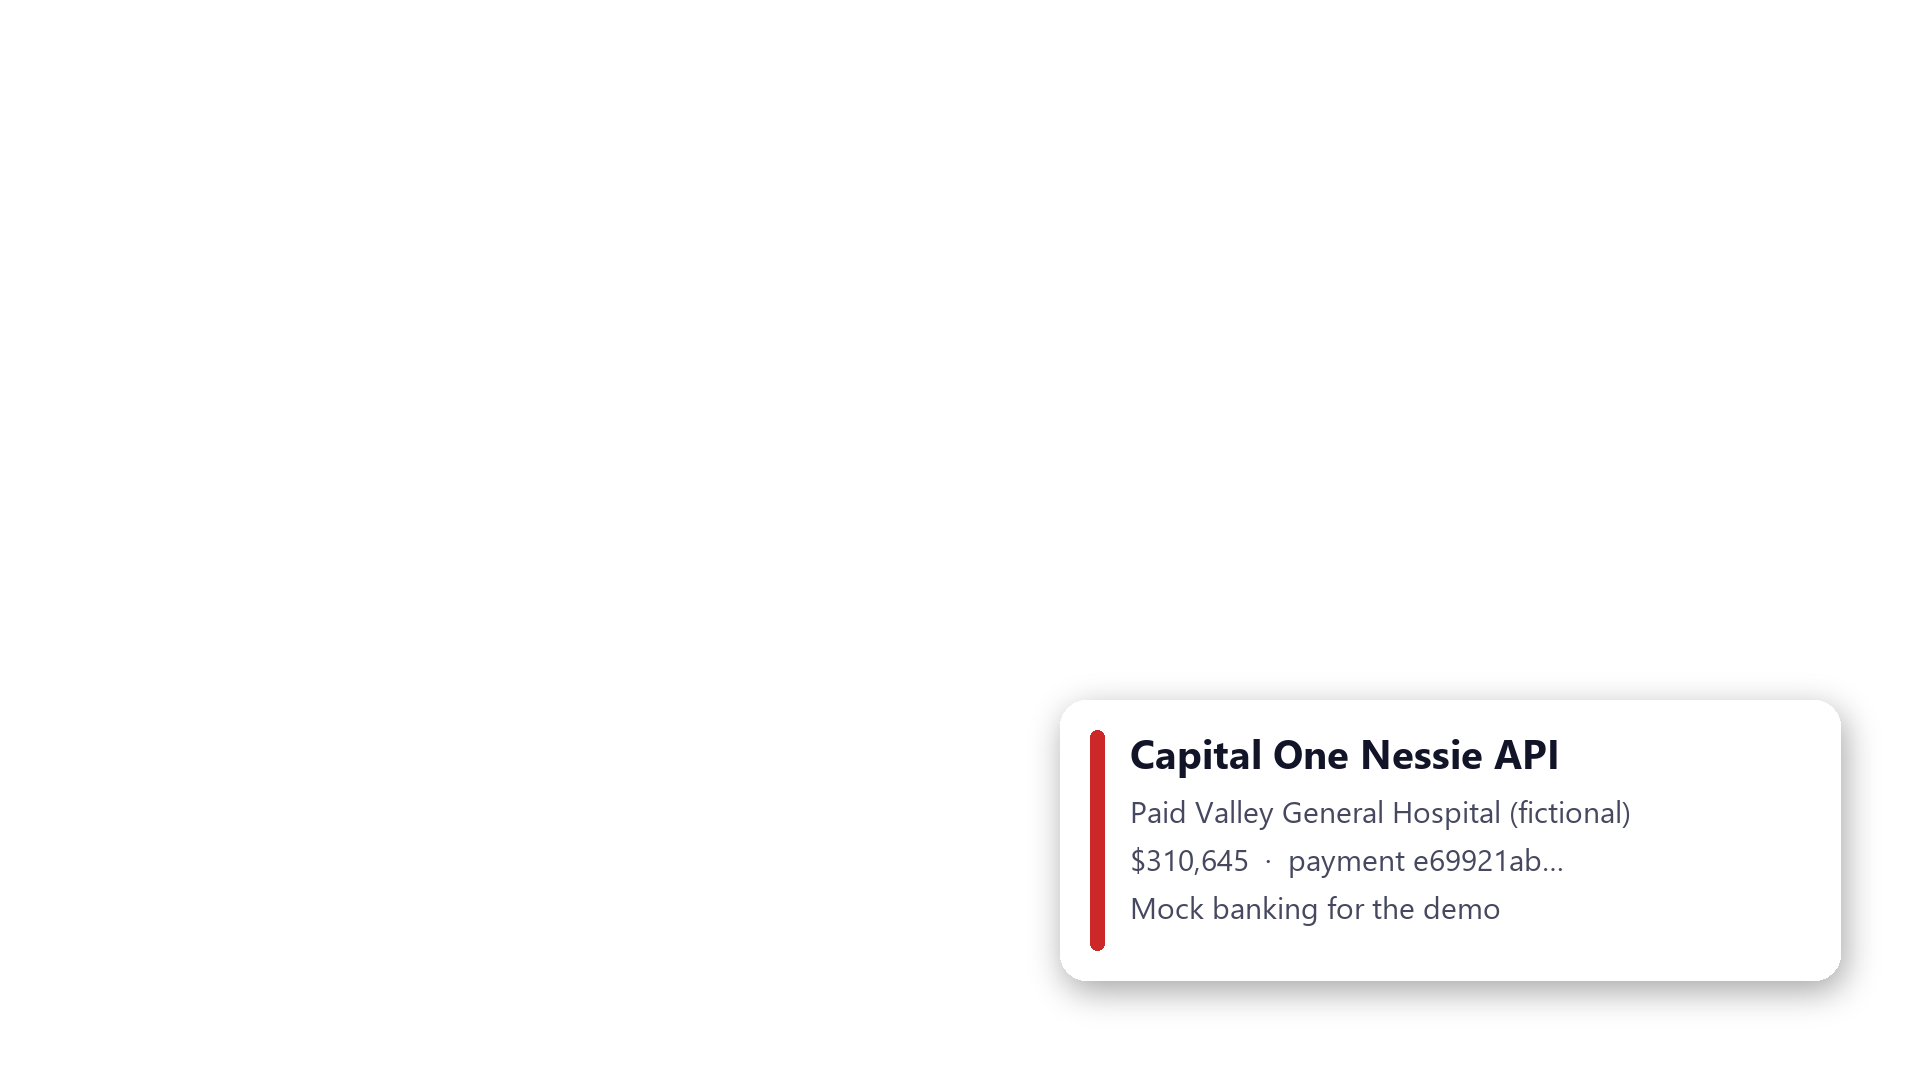 Capital One Nessie API
Paid Valley General Hospital (fictional)
$310,645 · payment e69921ab...
Mock banking for the demo